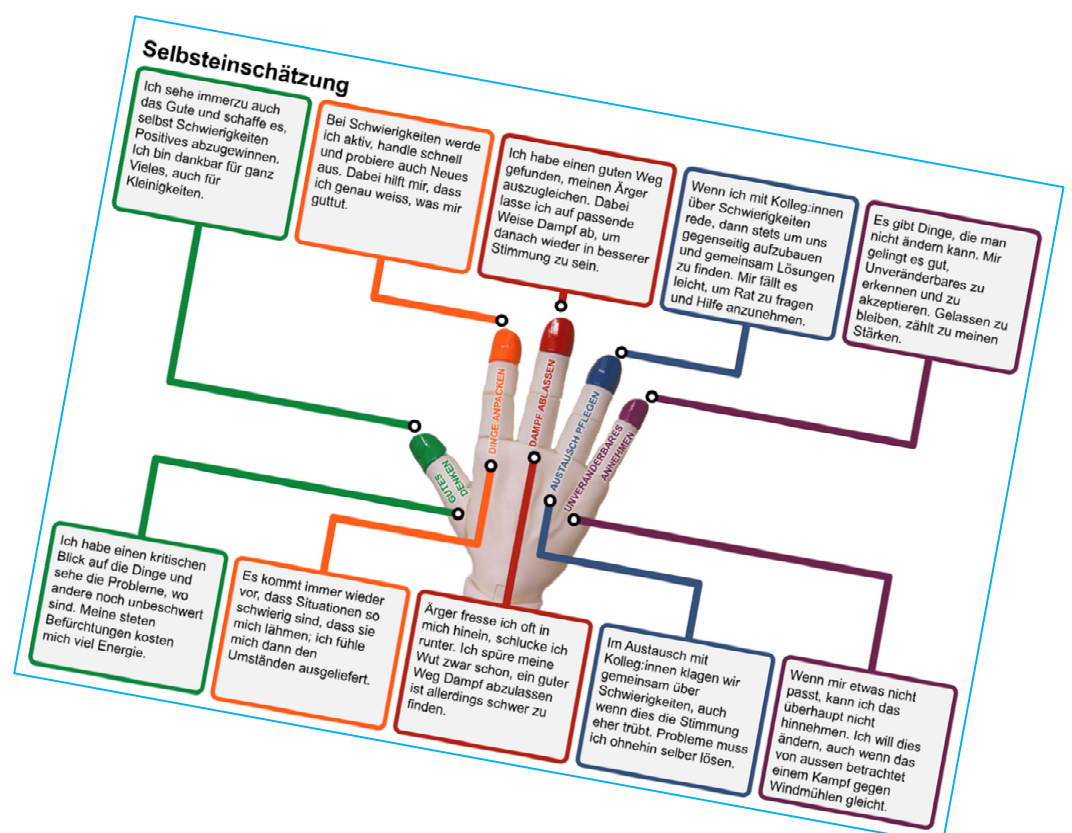 Selbsteinschätzung
Ich sehe immerzu auch
das Gute und schaffe es,
selbst Schwierigkeiten
Positives abzugewinnen.
Ich bin dankbar für ganz
Vieles, auch für
Kleinigkeiten.
Bei Schwierigkeiten werde
ich aktiv, handle schnell
und probiere auch Neues
aus. Dabei hilft mir, dass
ich genau weiss, was mir
guttut.
Ich habe einen guten Weg
gefunden, meinen Ärger
auszugleichen. Dabei
lasse ich auf passende
Weise Dampf ab, um
danach wieder in besserer
Stimmung zu sein.
Wenn ich mit Kolleg:innen
über Schwierigkeiten
rede, dann stets um uns
gegenseitig aufzubauen
und gemeinsam Lösungen
zu finden. Mir fällt es
leicht, um Rat zu fragen
und Hilfe anzunehmen.
Es gibt Dinge, die man
nicht ändern kann. Mir
gelingt es gut,
Unveränderbares zu
erkennen und zu
akzeptieren. Gelassen zu
bleiben, zählt zu meinen
Stärken.
GUTES
DENKEN
DINGE ANPACKEN
DAMPF ABLASSEN
AUSTAUSCH PFLEGEN
UNVERÄNDERBARES
ANNEHMEN
Ich habe einen kritischen
Blick auf die Dinge und
sehe die Probleme, wo
andere noch unbeschwert
sind. Meine steten
Befürchtungen kosten
mich viel Energie.
Es kommt immer wieder
vor, dass Situationen so
schwierig sind, dass sie
mich lähmen; ich fühle
mich dann den
Umständen ausgeliefert.
Ärger fresse ich oft in
mich hinein, schlucke ich
runter. Ich spüre meine
Wut zwar schon, ein guter
Weg Dampf abzulassen
ist allerdings schwer zu
finden.
Im Austausch mit
Kolleg:innen klagen wir
gemeinsam über
Schwierigkeiten, auch
wenn dies die Stimmung
eher trübt. Probleme muss
ich ohnehin selber lösen.
Wenn mir etwas nicht
passt, kann ich das
überhaupt nicht
hinnehmen. Ich will dies
ändern, auch wenn das
von aussen betrachtet
einem Kampf gegen
Windmühlen gleicht.